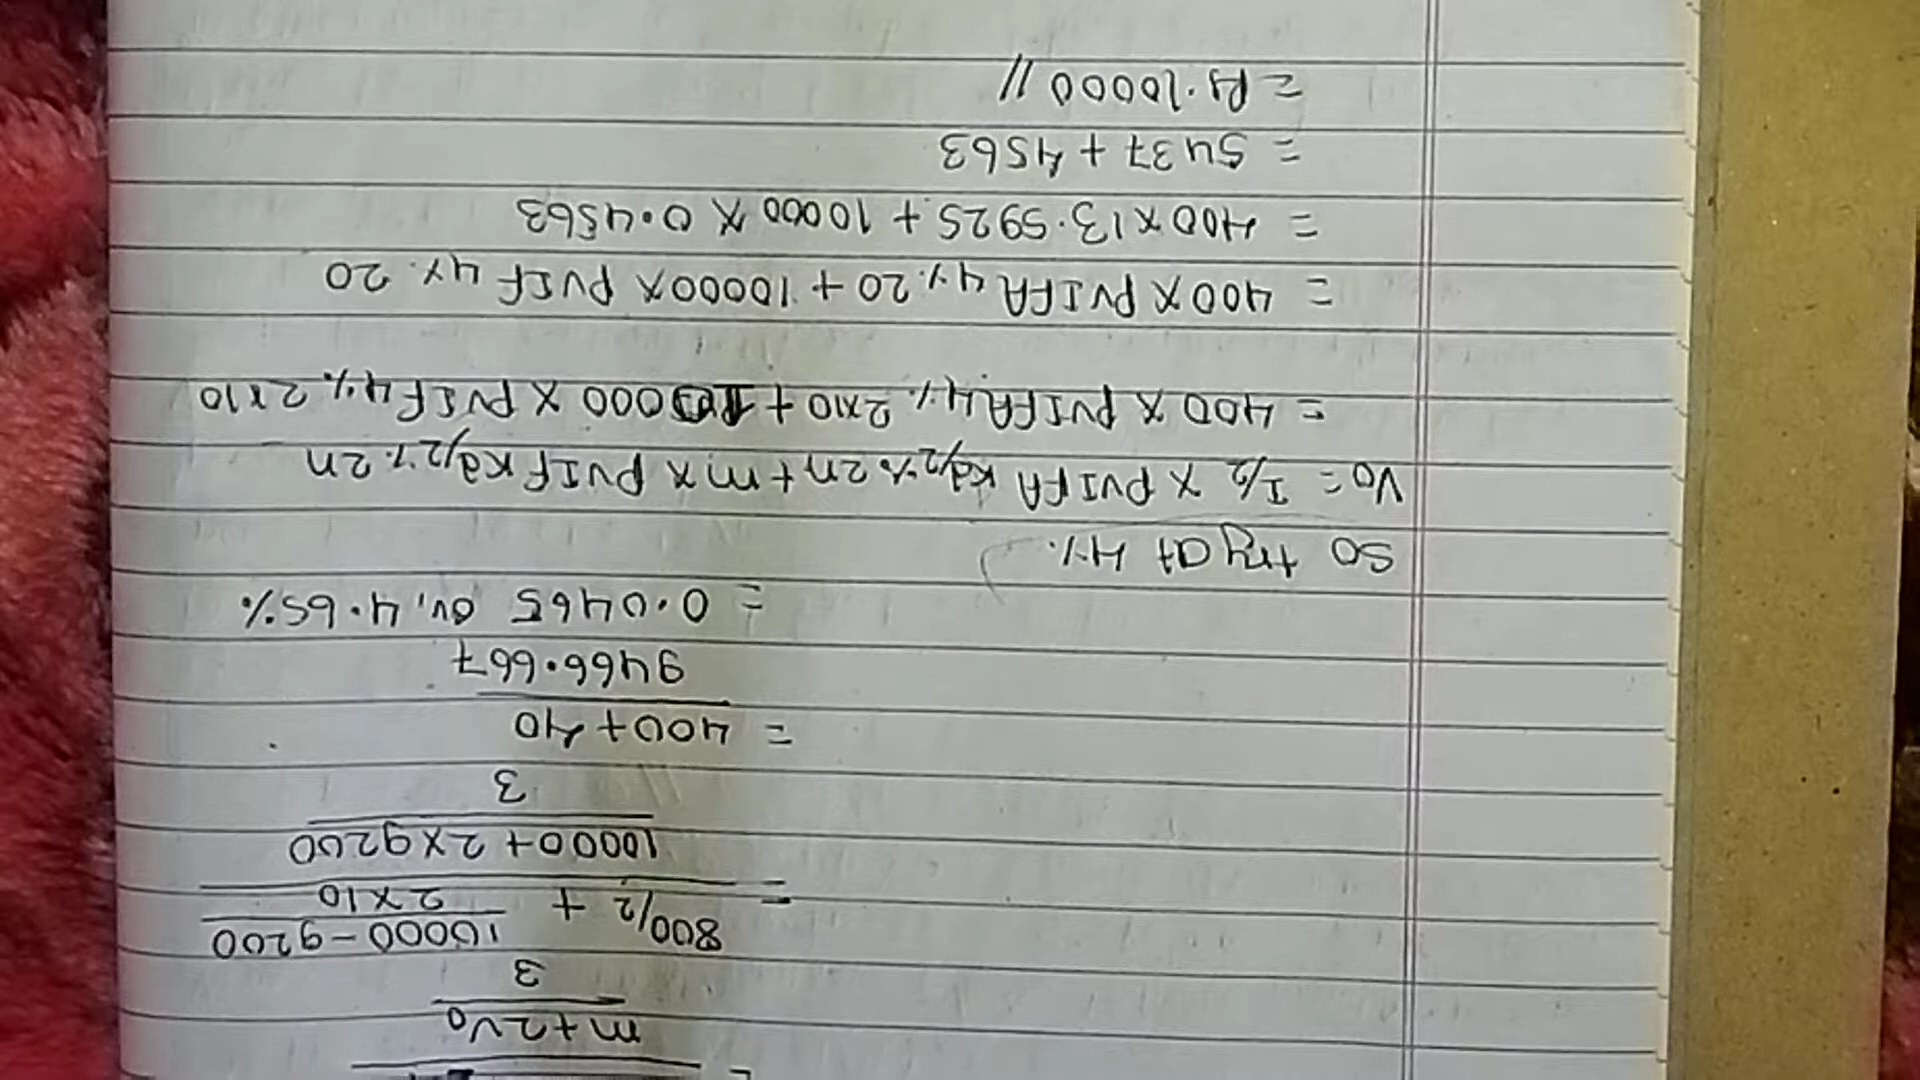 =
m+2V0
3
800/2 + 10000-9200
2x10
=
10000+2x9200
3
= 400+40
9466.667
= 0.0465 or, 4.65%
So try at 4%.
V0 = I/2 x PVIFA Kd/2%. 2n + m x PVIF Kd/2%. 2n
= 400 x PVIFA 4%. 2x10 + 10000 x PVIF 4%. 2x10
= 400 x PVIFA 4%. 20 + 10000 x PVIF 4%. 20
= 400x13.5925 + 10000 x 0.4563
= 5437 + 4563
= Rs.10000 //